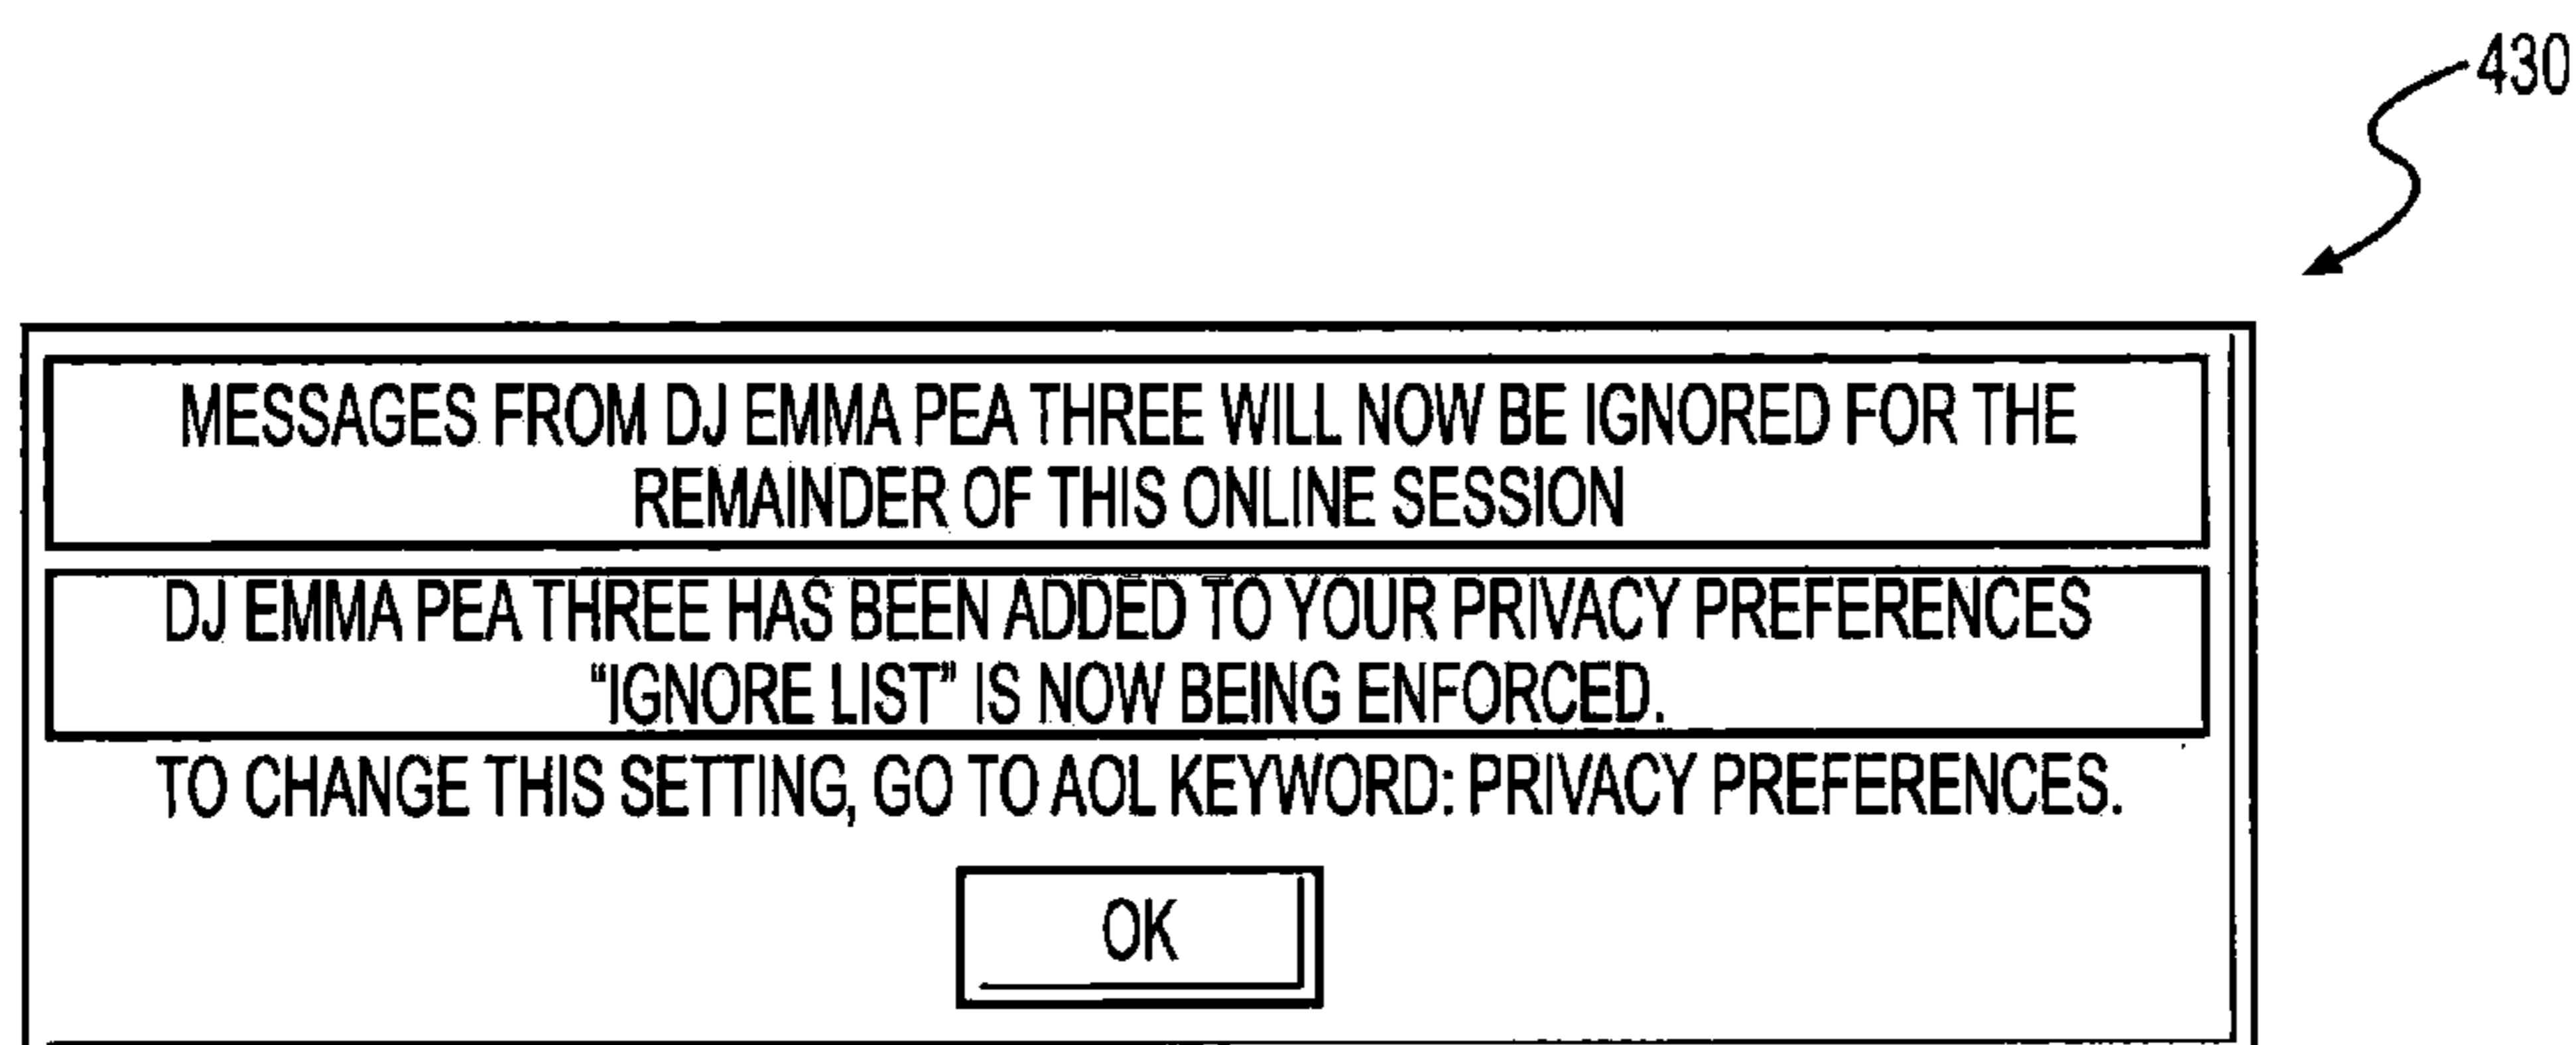 430
MESSAGES FROM DJ EMMA PEA THREE WILL NOW BE IGNORED FOR THE
REMAINDER OF THIS ONLINE SESSION
DJ EMMA PEA THREE HAS BEEN ADDED TO YOUR PRIVACY PREFERENCES
“IGNORE LIST” IS NOW BEING ENFORCED.
TO CHANGE THIS SETTING, GO TO AOL KEYWORD: PRIVACY PREFERENCES.
OK